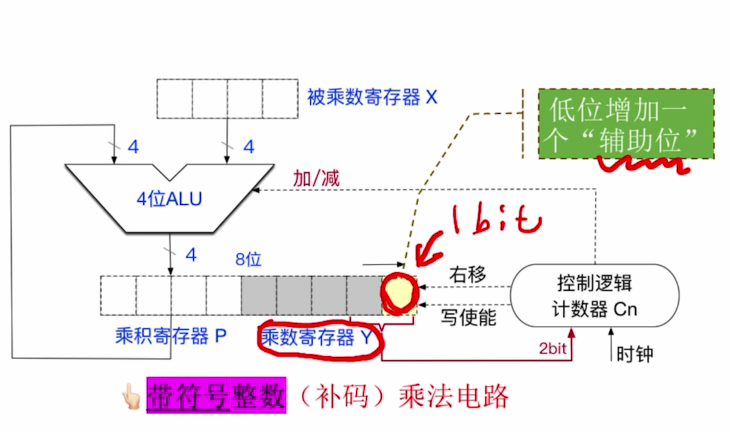 被乘数寄存器 X
低位增加一
个“辅助位”
4
4
加/减
4位ALU
1bit
4
8位
右移
控制逻辑
计数器 Cn
写使能
乘积寄存器 P
乘数寄存器 Y
2bit
时钟
带符号整数（补码）乘法电路